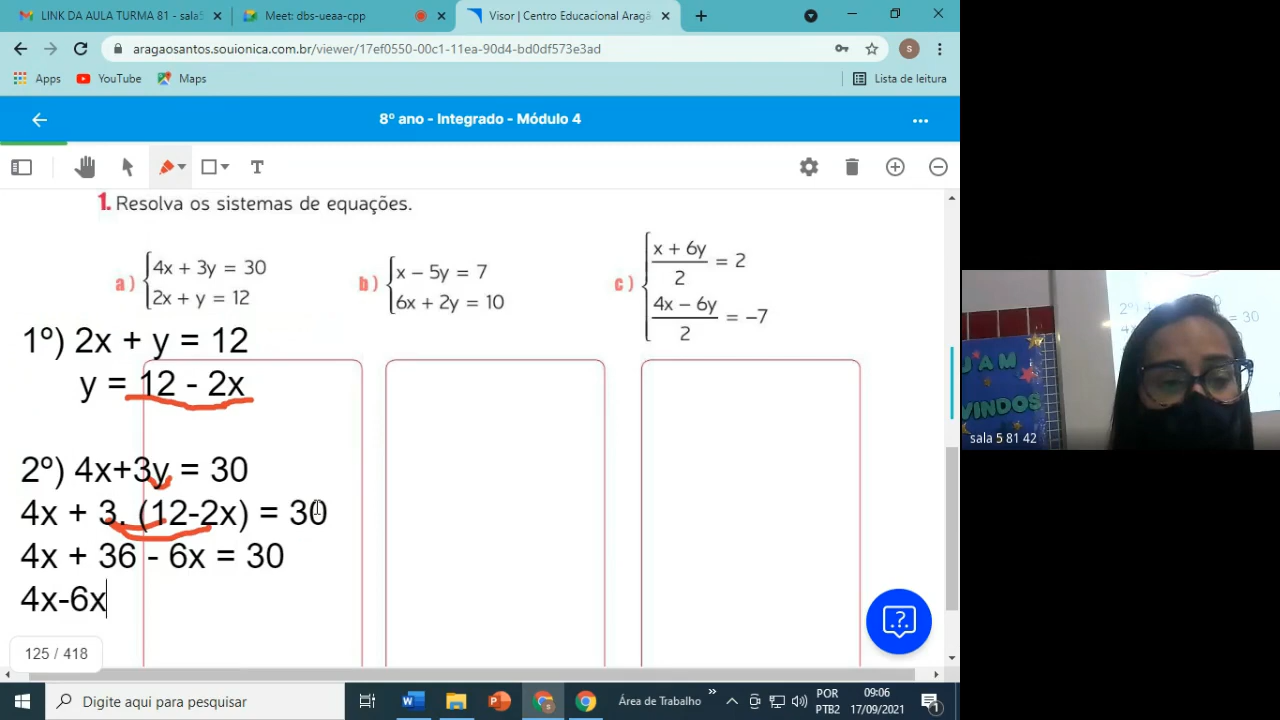 LINK DA AULA TURMA 81 - sala5
Meet: dbs-ueaa-cpp
Visor | Centro Educacional Aragã
aragaosantos.souionica.com.br/viewer/17ef0550-00c1-11ea-90d4-bd0df573e3ad
s
Apps
YouTube
Maps
Lista de leitura
8º ano - Integrado - Módulo 4
T
1. Resolva os sistemas de equações.
a) 4x + 3y = 30
2x + y = 12
b) x – 5y = 7
6x + 2y = 10
c) x + 6y
2
= 2
4x – 6y
2
= –7
1º) 2x + y = 12
y = 12 - 2x
2º) 4x+3y = 30
4x + 3. (12-2x) = 30
4x + 36 - 6x = 30
4x-6x
125 / 418
?
AM
VINDOS
sala 5 81 42
Digite aqui para pesquisar
Área de Trabalho
POR
PTB2
09:06
17/09/2021
1